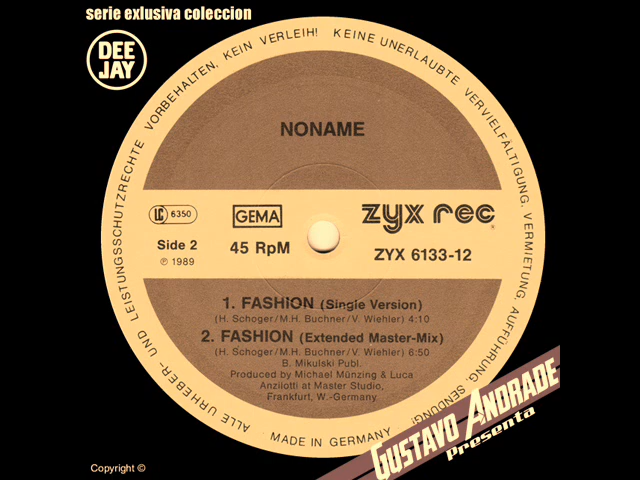 serie exlusiva coleccion
DEE
JAY
ALLE URHEBER- UND LEISTUNGSSCHUTZRECHTE VORBEHALTEN. KEIN VERLEIH! KEINE UNERLAUBTE VERVIELFÄLTIGUNG, VERMIETUNG, AUFFÜHRUNG, SENDUNG!
NONAME
LC 6350
GEMA
zyx rec
Side 2
45 RpM
ZYX 6133-12
℗ 1989
1. FASHION (Single Version)
(H. Schoger/M.H. Buchner/V. Wiehler) 4:10
2. FASHION (Extended Master-Mix)
(H. Schoger/M.H. Buchner/V. Wiehler) 6:50
B. Mikulski Publ.
Produced by Michael Münzing & Luca
Anzilotti at Master Studio,
Frankfurt, W.-Germany
· MADE IN GERMANY ·
GUSTAVO ANDRADE
Presenta
Copyright ©